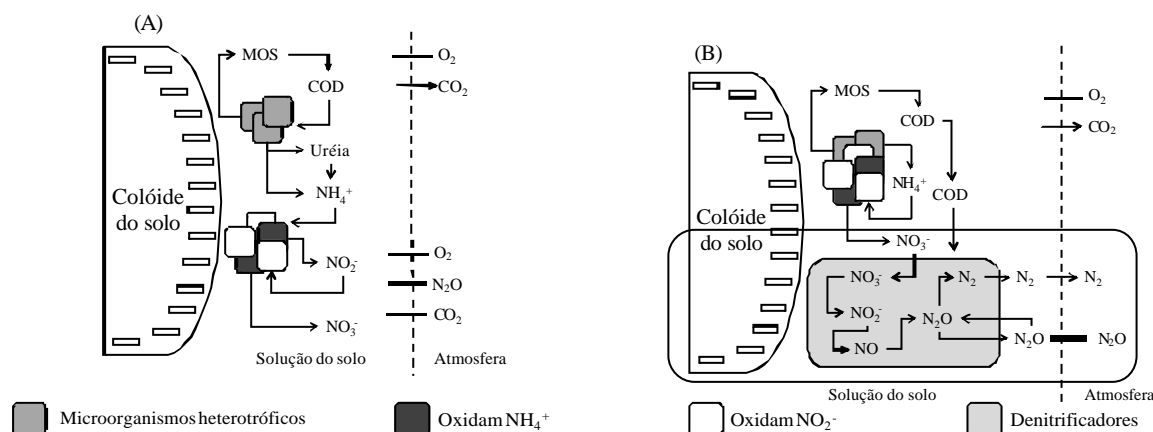 (A)
MOS
COD
Uréia
NH₄⁺
NO₂⁻
NO₃⁻
Colóide
do solo
O₂
CO₂
O₂
N₂O
CO₂
Solução do solo
Atmosfera
(B)
MOS
COD
NH₄⁺
COD
NO₃⁻
Colóide
do solo
NO₃⁻
NO₂⁻
NO
N₂O
N₂
N₂
N₂
N₂O
N₂O
O₂
CO₂
Solução do solo
Atmosfera
Microorganismos heterotróficos
Oxidam NH₄⁺
Oxidam NO₂⁻
Denitrificadores